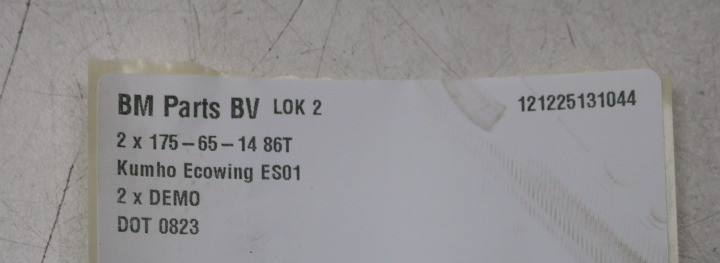 BM Parts BV LOK 2 121225131044
2 x 175-65-14 86T
Kumho Ecowing ES01
2 x DEMO
DOT 0823